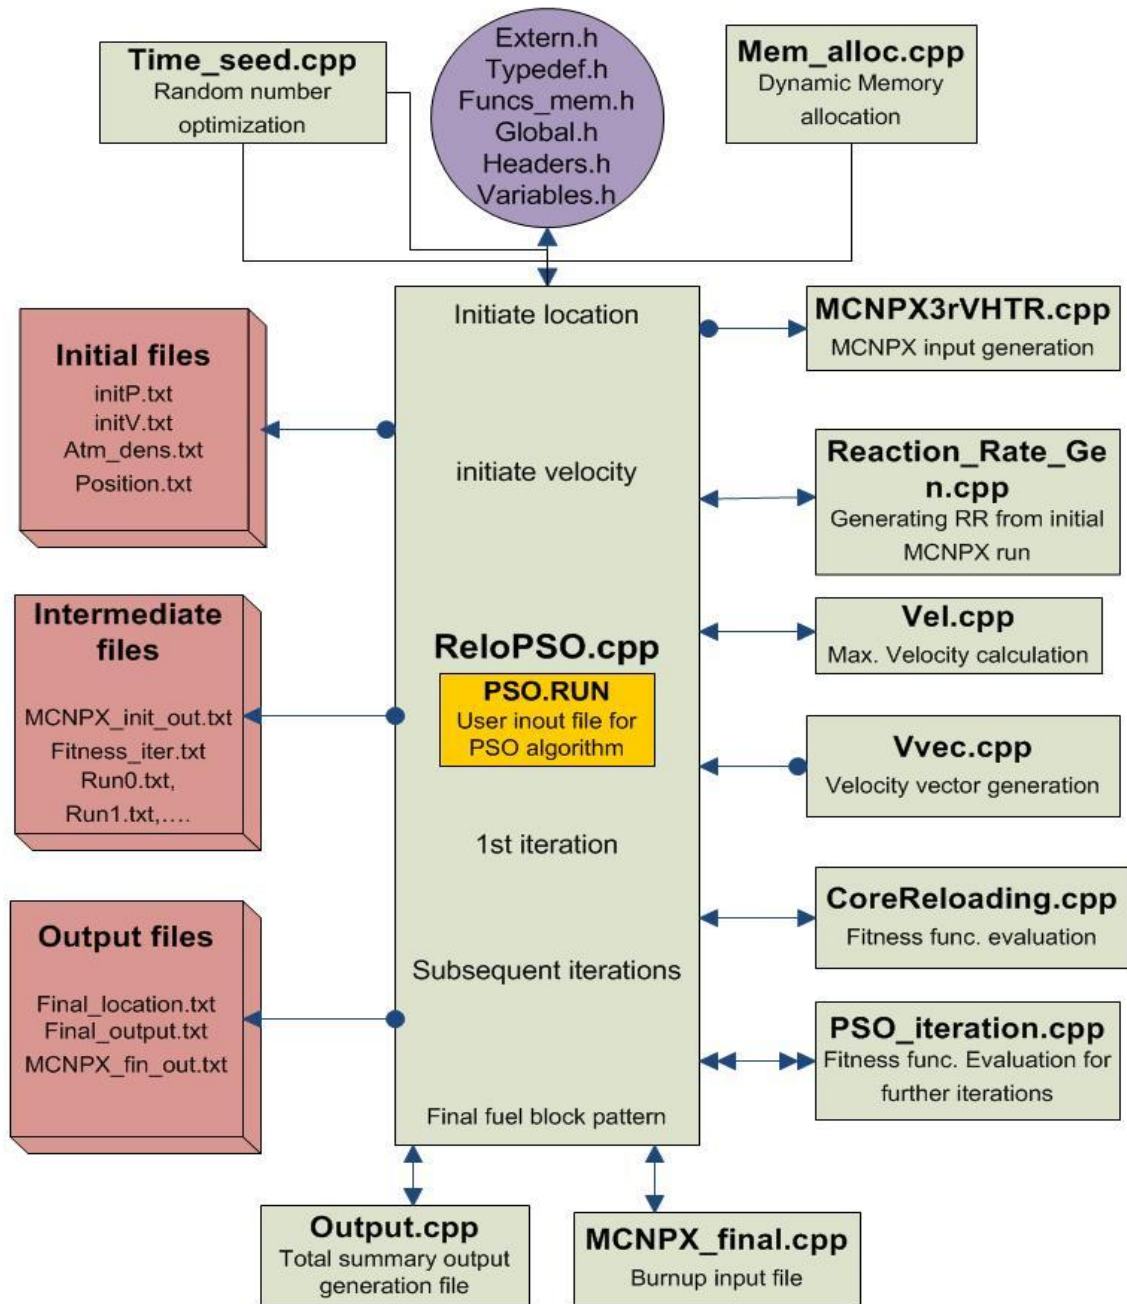 Time_seed.cpp
Random number
optimization
Extern.h
Typedef.h
Funcs_mem.h
Global.h
Headers.h
Variables.h
Mem_alloc.cpp
Dynamic Memory
allocation
Initial files
initP.txt
initV.txt
Atm_dens.txt
Position.txt
Intermediate
files
MCNPX_init_out.txt
Fitness_iter.txt
Run0.txt,
Run1.txt,....
Output files
Final_location.txt
Final_output.txt
MCNPX_fin_out.txt
Initiate location
initiate velocity
ReloPSO.cpp
PSO.RUN
User inout file for
PSO algorithm
1st iteration
Subsequent iterations
Final fuel block pattern
MCNPX3rVHTR.cpp
MCNPX input generation
Reaction_Rate_Ge
n.cpp
Generating RR from initial
MCNPX run
Vel.cpp
Max. Velocity calculation
Vvec.cpp
Velocity vector generation
CoreReloading.cpp
Fitness func. evaluation
PSO_iteration.cpp
Fitness func. Evaluation for
further iterations
Output.cpp
Total summary output
generation file
MCNPX_final.cpp
Burnup input file